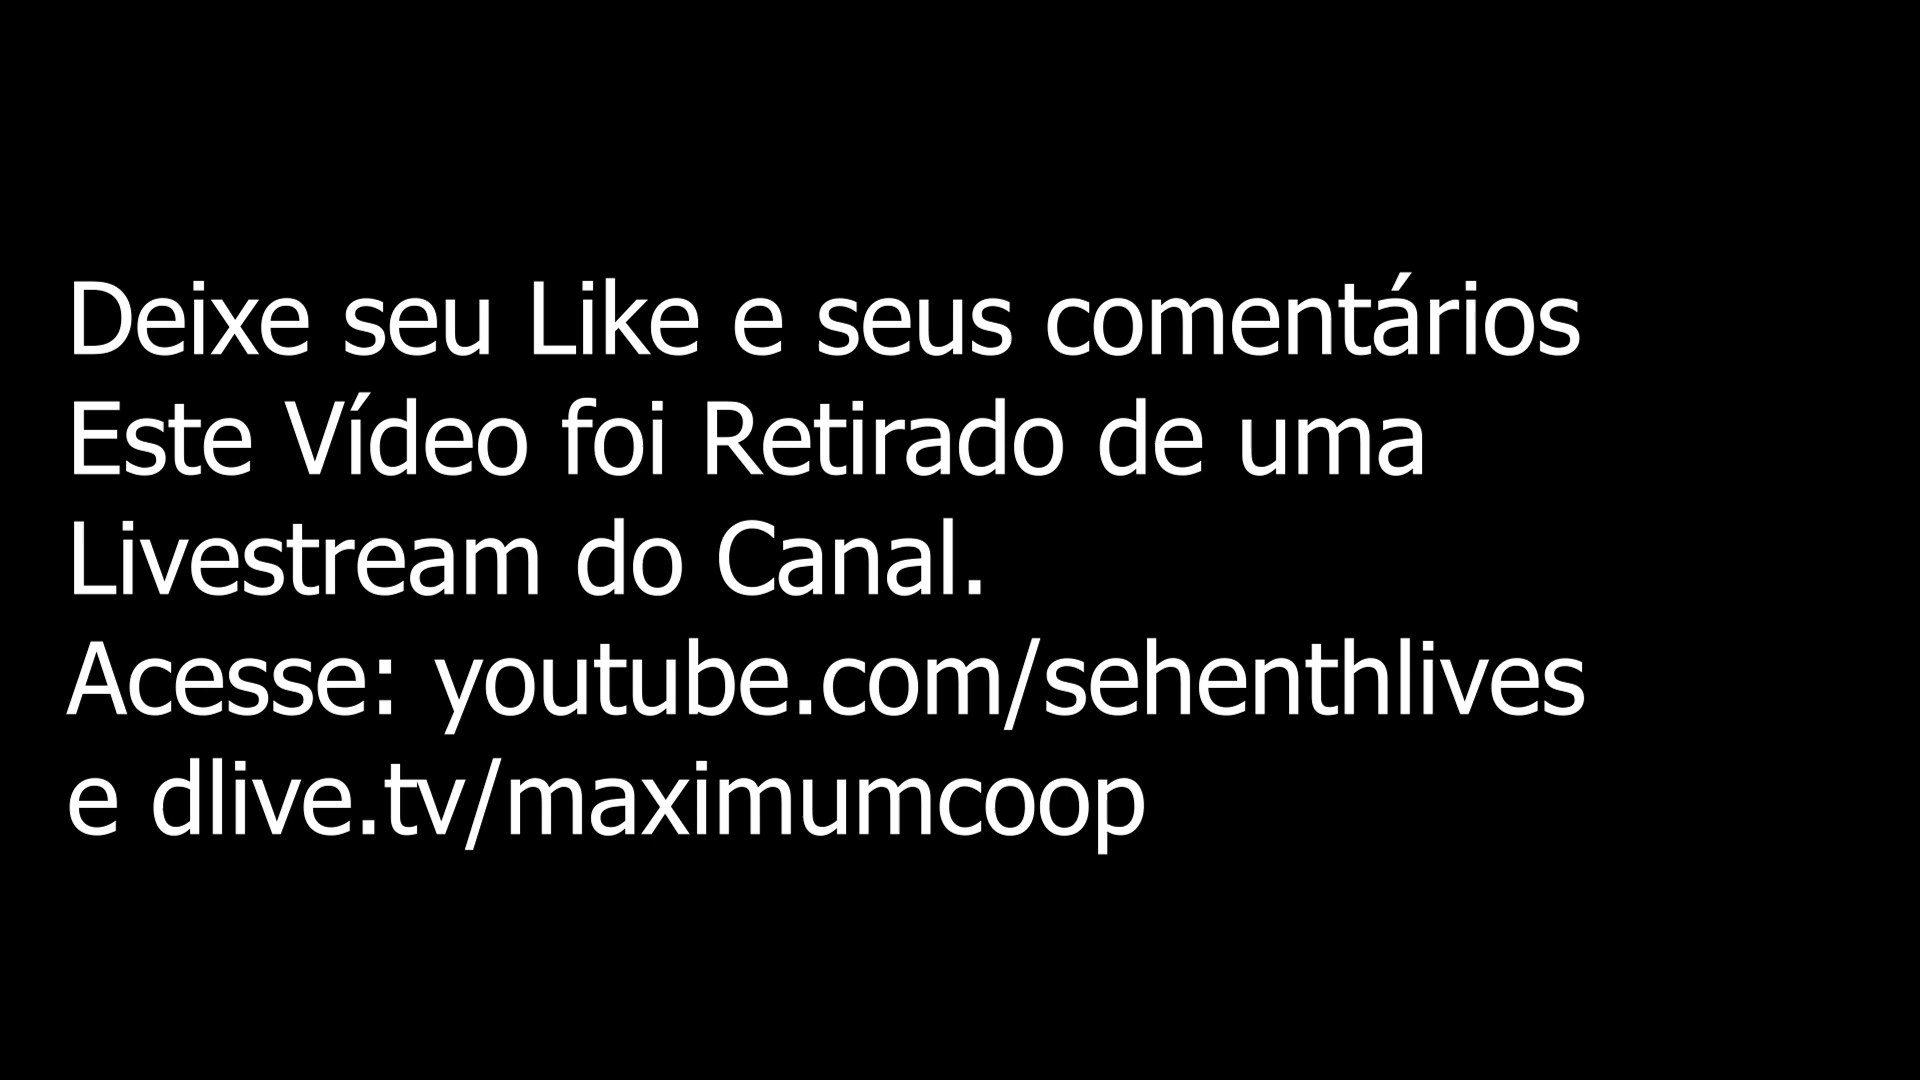 Deixe seu Like e seus comentários
Este Vídeo foi Retirado de uma
Livestream do Canal.
Acesse: youtube.com/sehenthlives
e dlive.tv/maximumcoop